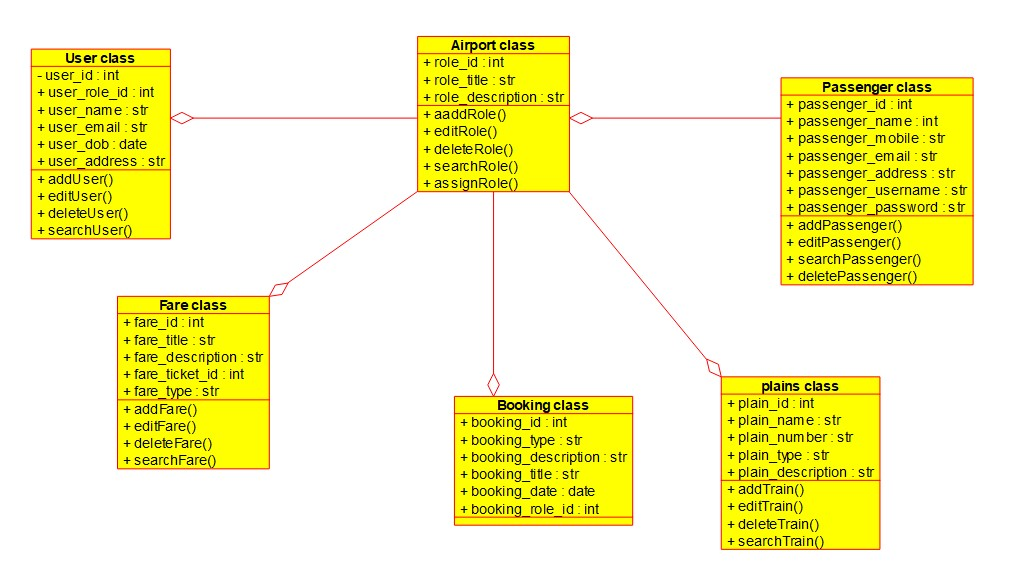 User class
- user_id : int
+ user_role_id : int
+ user_name : str
+ user_email : str
+ user_dob : date
+ user_address : str
+ addUser()
+ editUser()
+ deleteUser()
+ searchUser()
Airport class
+ role_id : int
+ role_title : str
+ role_description : str
+ aaddRole()
+ editRole()
+ deleteRole()
+ searchRole()
+ assignRole()
Passenger class
+ passenger_id : int
+ passenger_name : int
+ passenger_mobile : str
+ passenger_email : str
+ passenger_address : str
+ passenger_username : str
+ passenger_password : str
+ addPassenger()
+ editPassenger()
+ searchPassenger()
+ deletePassenger()
Fare class
+ fare_id : int
+ fare_title : str
+ fare_description : str
+ fare_ticket_id : int
+ fare_type : str
+ addFare()
+ editFare()
+ deleteFare()
+ searchFare()
Booking class
+ booking_id : int
+ booking_type : str
+ booking_description : str
+ booking_title : str
+ booking_date : date
+ booking_role_id : int
plains class
+ plain_id : int
+ plain_name : str
+ plain_number : str
+ plain_type : str
+ plain_description : str
+ addTrain()
+ editTrain()
+ deleteTrain()
+ searchTrain()